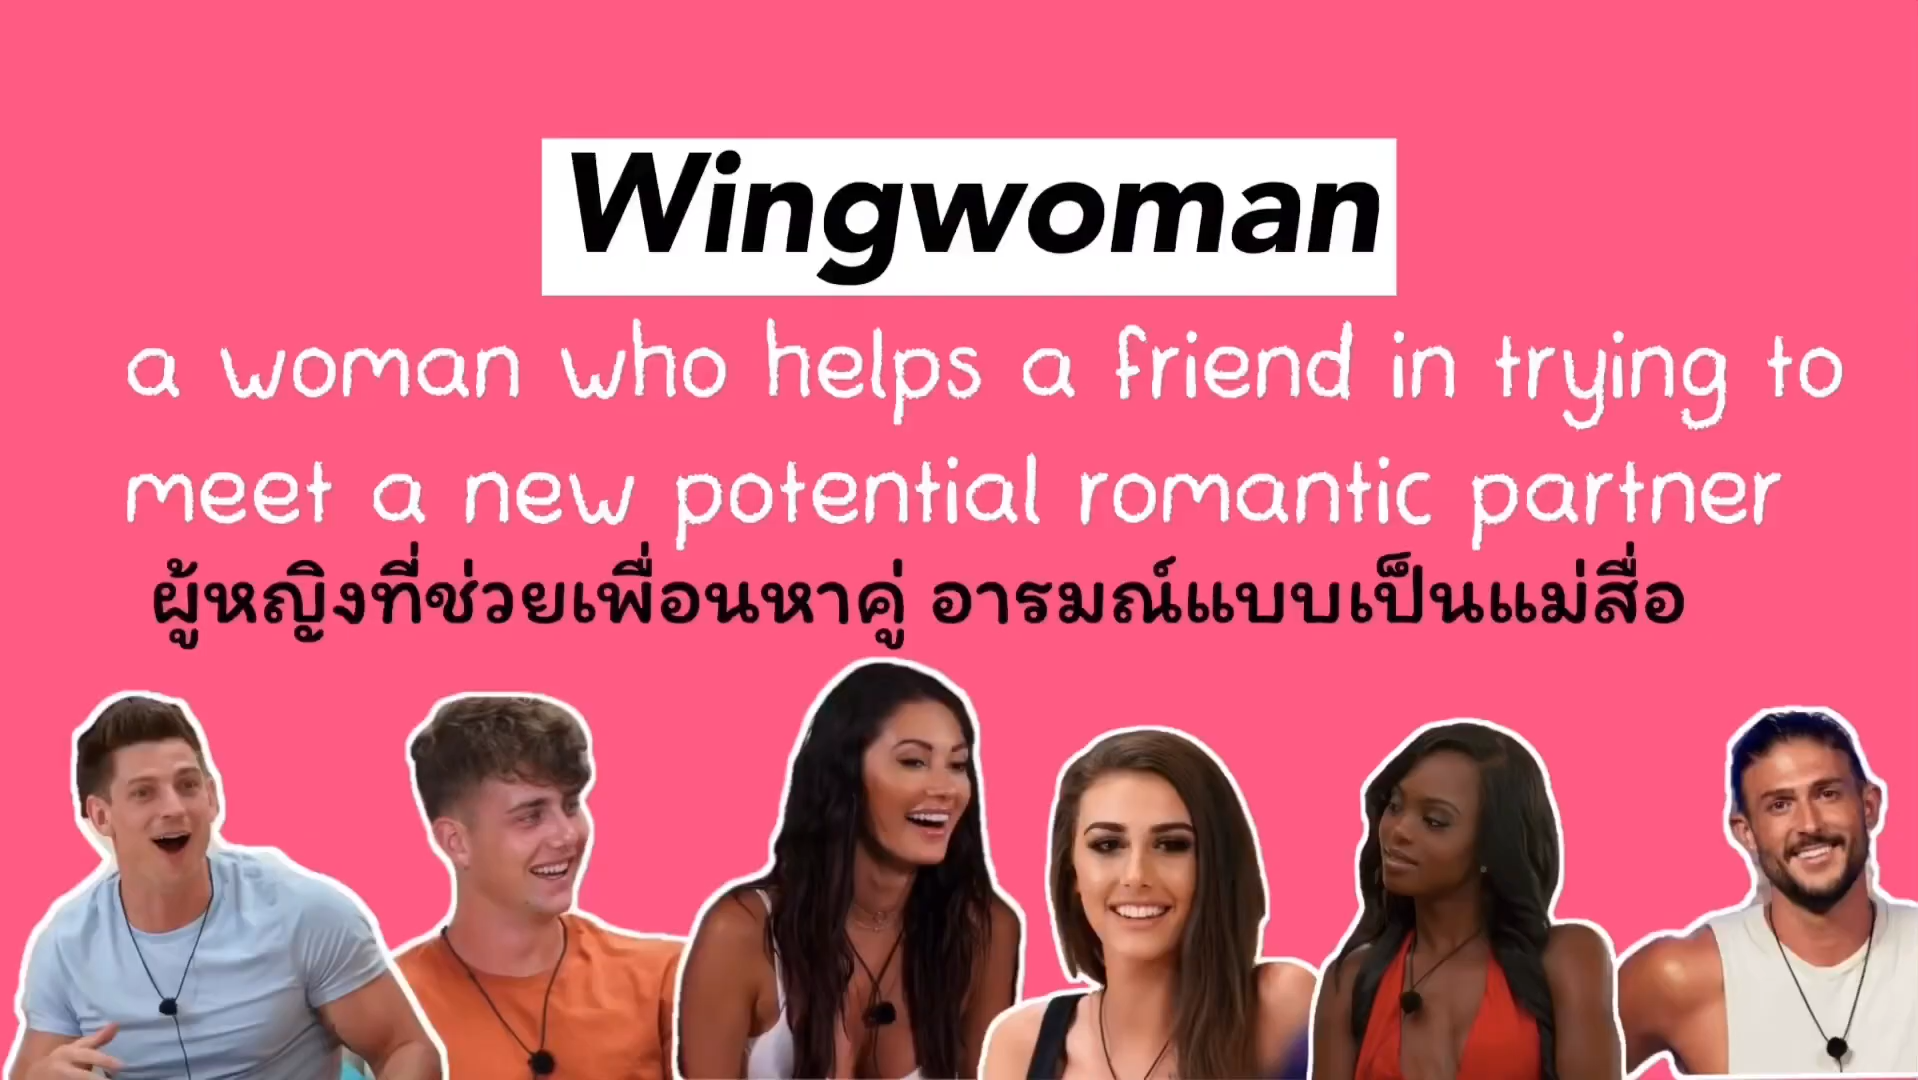 Wingwoman
a woman who helps a friend in trying to
meet a new potential romantic partner
ผู้หญิงที่ช่วยเพื่อนหาคู่ อารมณ์แบบเป็นแม่สื่อ